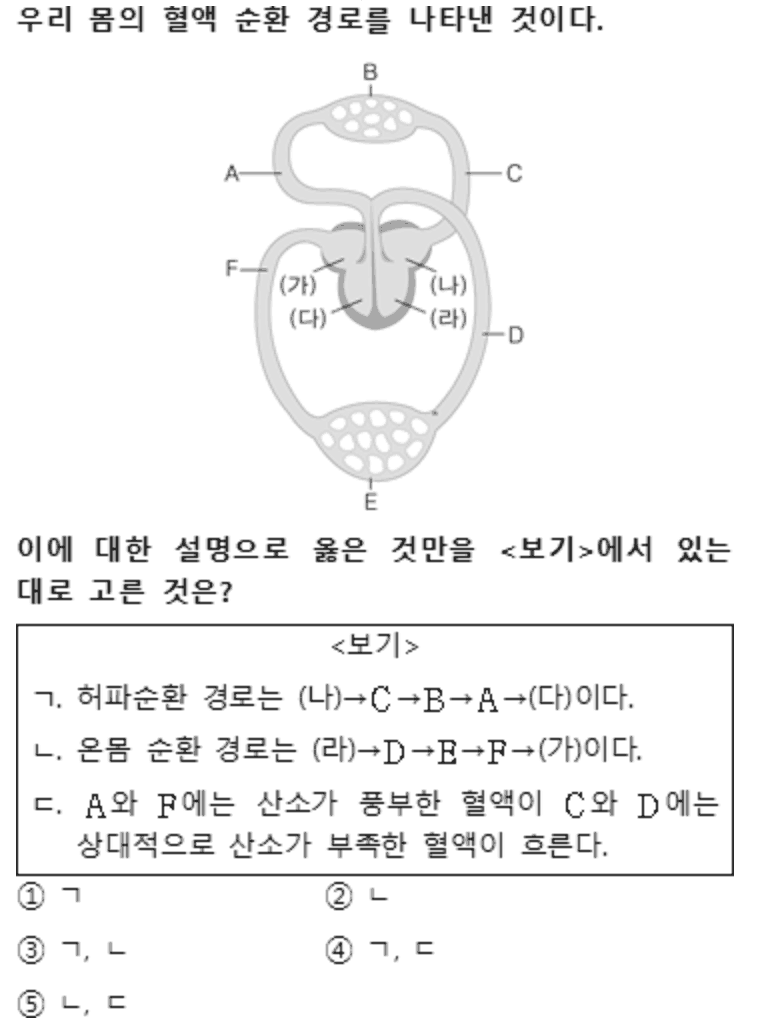 우리 몸의 혈액 순환 경로를 나타낸 것이다.
B
A
C
F
(가)
(나)
(다)
(라)
D
E
이에 대한 설명으로 옳은 것만을 <보기>에서 있는
대로 고른 것은?
<보기>
ㄱ. 허파순환 경로는 (나)→C→B→A→(다)이다.
ㄴ. 온몸 순환 경로는 (라)→D→E→F→(가)이다.
ㄷ. A와 F에는 산소가 풍부한 혈액이 C와 D에는
상대적으로 산소가 부족한 혈액이 흐른다.
① ㄱ ② ㄴ
③ ㄱ, ㄴ ④ ㄱ, ㄷ
⑤ ㄴ, ㄷ